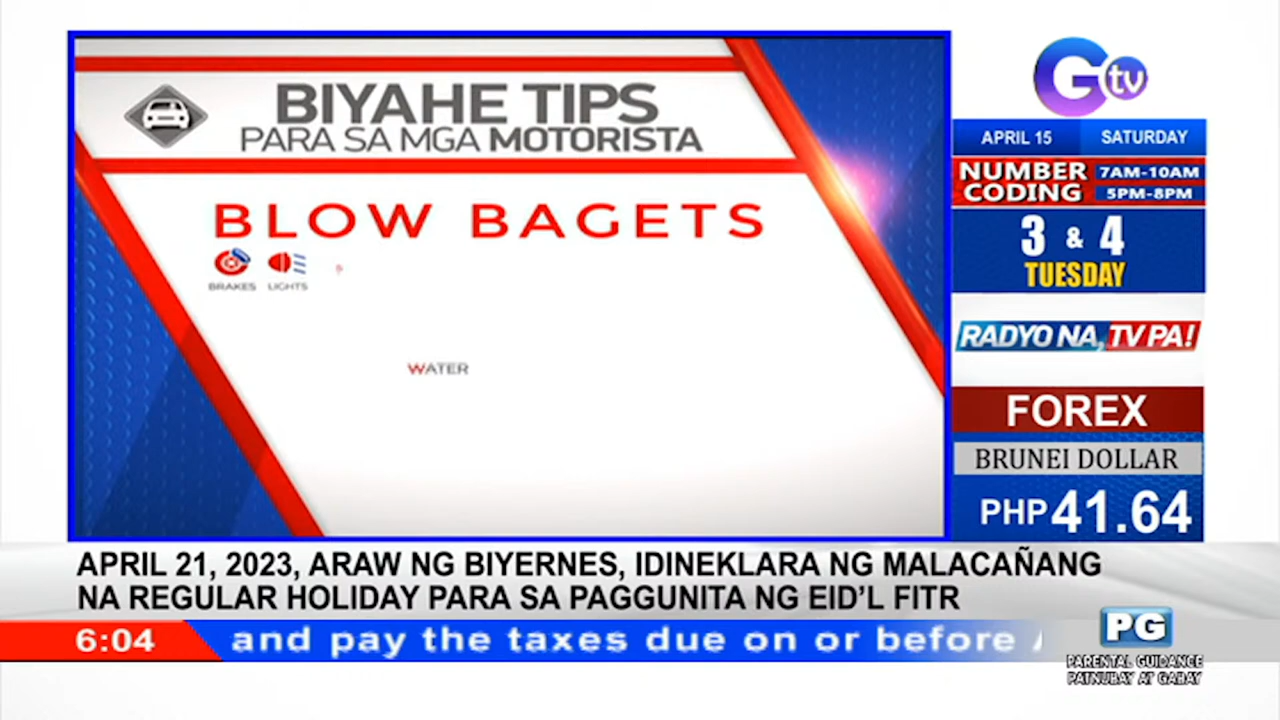 BIYAHE TIPS
PARA SA MGA MOTORISTA
BLOW BAGETS
BRAKES LIGHTS
WATER
Gtv
APRIL 15 SATURDAY
NUMBER CODING
7AM-10AM
5PM-8PM
3 & 4
TUESDAY
RADYO NA, TV PA!
FOREX
BRUNEI DOLLAR
PHP 41.64
APRIL 21, 2023, ARAW NG BIYERNES, IDINEKLARA NG MALACAÑANG
NA REGULAR HOLIDAY PARA SA PAGGUNITA NG EID'L FITR
6:04 and pay the taxes due on or before
PG
PARENTAL GUIDANCE
PATNUBAY AT GABAY